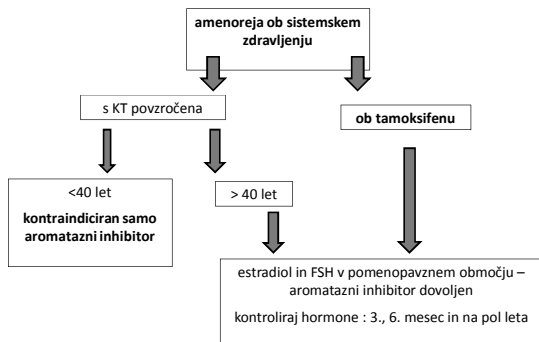 amenoreja ob sistemskem
zdravljenju
s KT povzročena
ob tamoksifenu
<40 let
kontraindiciran samo
aromatazni inhibitor
> 40 let
estradiol in FSH v pomenopavznem območju –
aromatazni inhibitor dovoljen
kontroliraj hormone : 3., 6. mesec in na pol leta